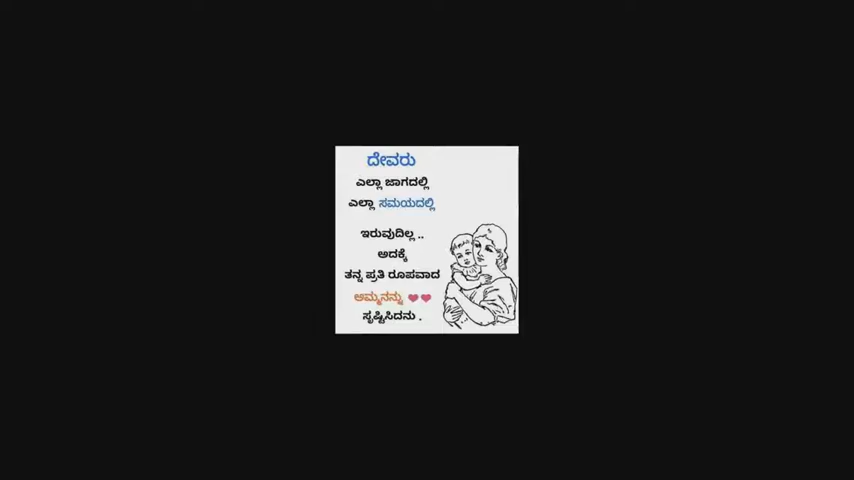 ದೇವರು
ಎಲ್ಲಾ ಜಾಗದಲ್ಲಿ
ಎಲ್ಲಾ ಸಮಯದಲ್ಲಿ
ಇರುವುದಿಲ್ಲ ..
ಅದಕ್ಕೆ
ತನ್ನ ಪ್ರತಿ ರೂಪವಾದ
ಅಮ್ಮನನ್ನು ❤❤
ಸೃಷ್ಟಿಸಿದನು .